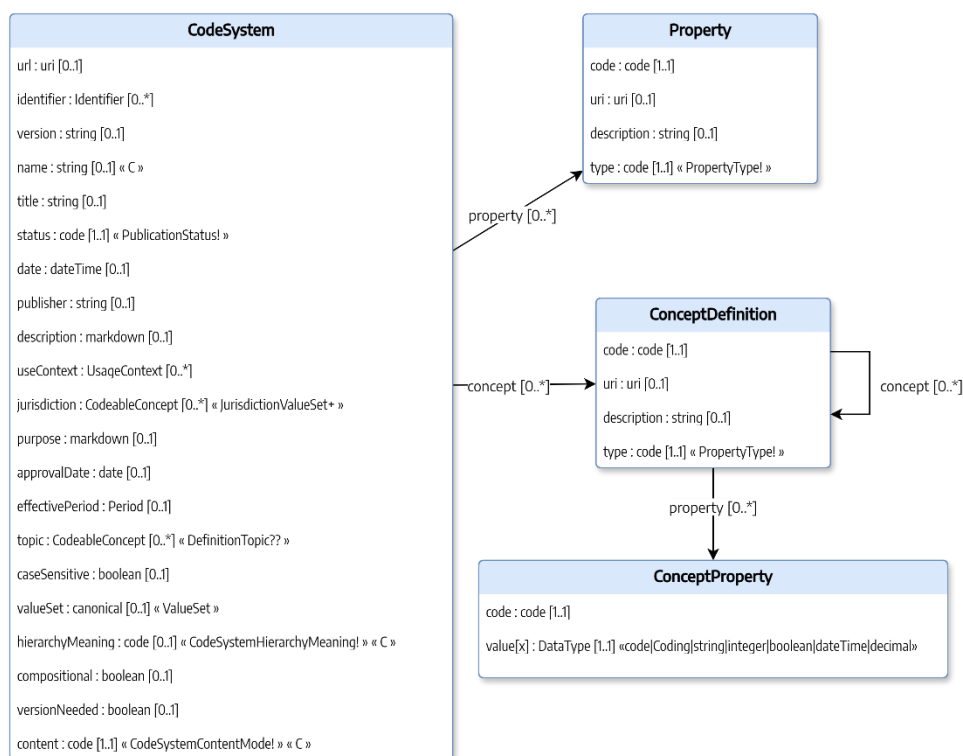 CodeSystem
url : uri [0..1]
identifier : Identifier [0..*]
version : string [0..1]
name : string [0..1] « C »
title : string [0..1]
status : code [1..1] « PublicationStatus! »
date : dateTime [0..1]
publisher : string [0..1]
description : markdown [0..1]
useContext : UsageContext [0..*]
jurisdiction : CodeableConcept [0..*] « JurisdictionValueSet+ »
purpose : markdown [0..1]
approvalDate : date [0..1]
effectivePeriod : Period [0..1]
topic : CodeableConcept [0..*] « DefinitionTopic?? »
caseSensitive : boolean [0..1]
valueSet : canonical [0..1] « ValueSet »
hierarchyMeaning : code [0..1] « CodeSystemHierarchyMeaning! » « C »
compositional : boolean [0..1]
versionNeeded : boolean [0..1]
content : code [1..1] « CodeSystemContentMode! » « C »
property [0..*]
Property
code : code [1..1]
uri : uri [0..1]
description : string [0..1]
type : code [1..1] « PropertyType! »
concept [0..*]
ConceptDefinition
code : code [1..1]
uri : uri [0..1]
description : string [0..1]
type : code [1..1] « PropertyType! »
concept [0..*]
property [0..*]
ConceptProperty
code : code [1..1]
value[x] : DataType [1..1] «code|Coding|string|integer|boolean|dateTime|decimal»